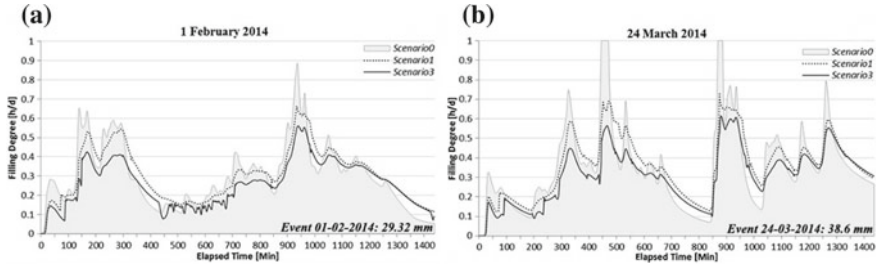 (a)
1 February 2014
Scenario0
Scenario1
Scenario3
Filling Degree [h/d]
1
0.9
0.8
0.7
0.6
0.5
0.4
0.3
0.2
0.1
0
0 100 200 300 400 500 600 700 800 900 1000 1100 1200 1300 1400
Event 01-02-2014: 29.32 mm
Elapsed Time [Min]
(b)
24 March 2014
Scenario0
Scenario1
Scenario3
Filling Degree [h/d]
1
0.9
0.8
0.7
0.6
0.5
0.4
0.3
0.2
0.1
0
0 100 200 300 400 500 600 700 800 900 1000 1100 1200 1300 1400
Event 24-03-2014: 38.6 mm
Elapsed Time [Min]